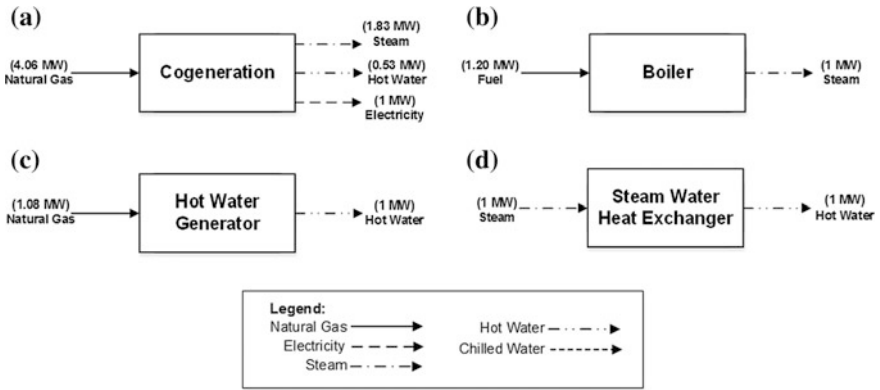 (a)
(4.06 MW)
Natural Gas
Cogeneration
(1.83 MW)
Steam
(0.53 MW)
Hot Water
(1 MW)
Electricity
(b)
(1.20 MW)
Fuel
Boiler
(1 MW)
Steam
(c)
(1.08 MW)
Natural Gas
Hot Water
Generator
(1 MW)
Hot Water
(d)
(1 MW)
Steam
Steam Water
Heat Exchanger
(1 MW)
Hot Water
Legend:
Natural Gas
Electricity
Steam
Hot Water
Chilled Water